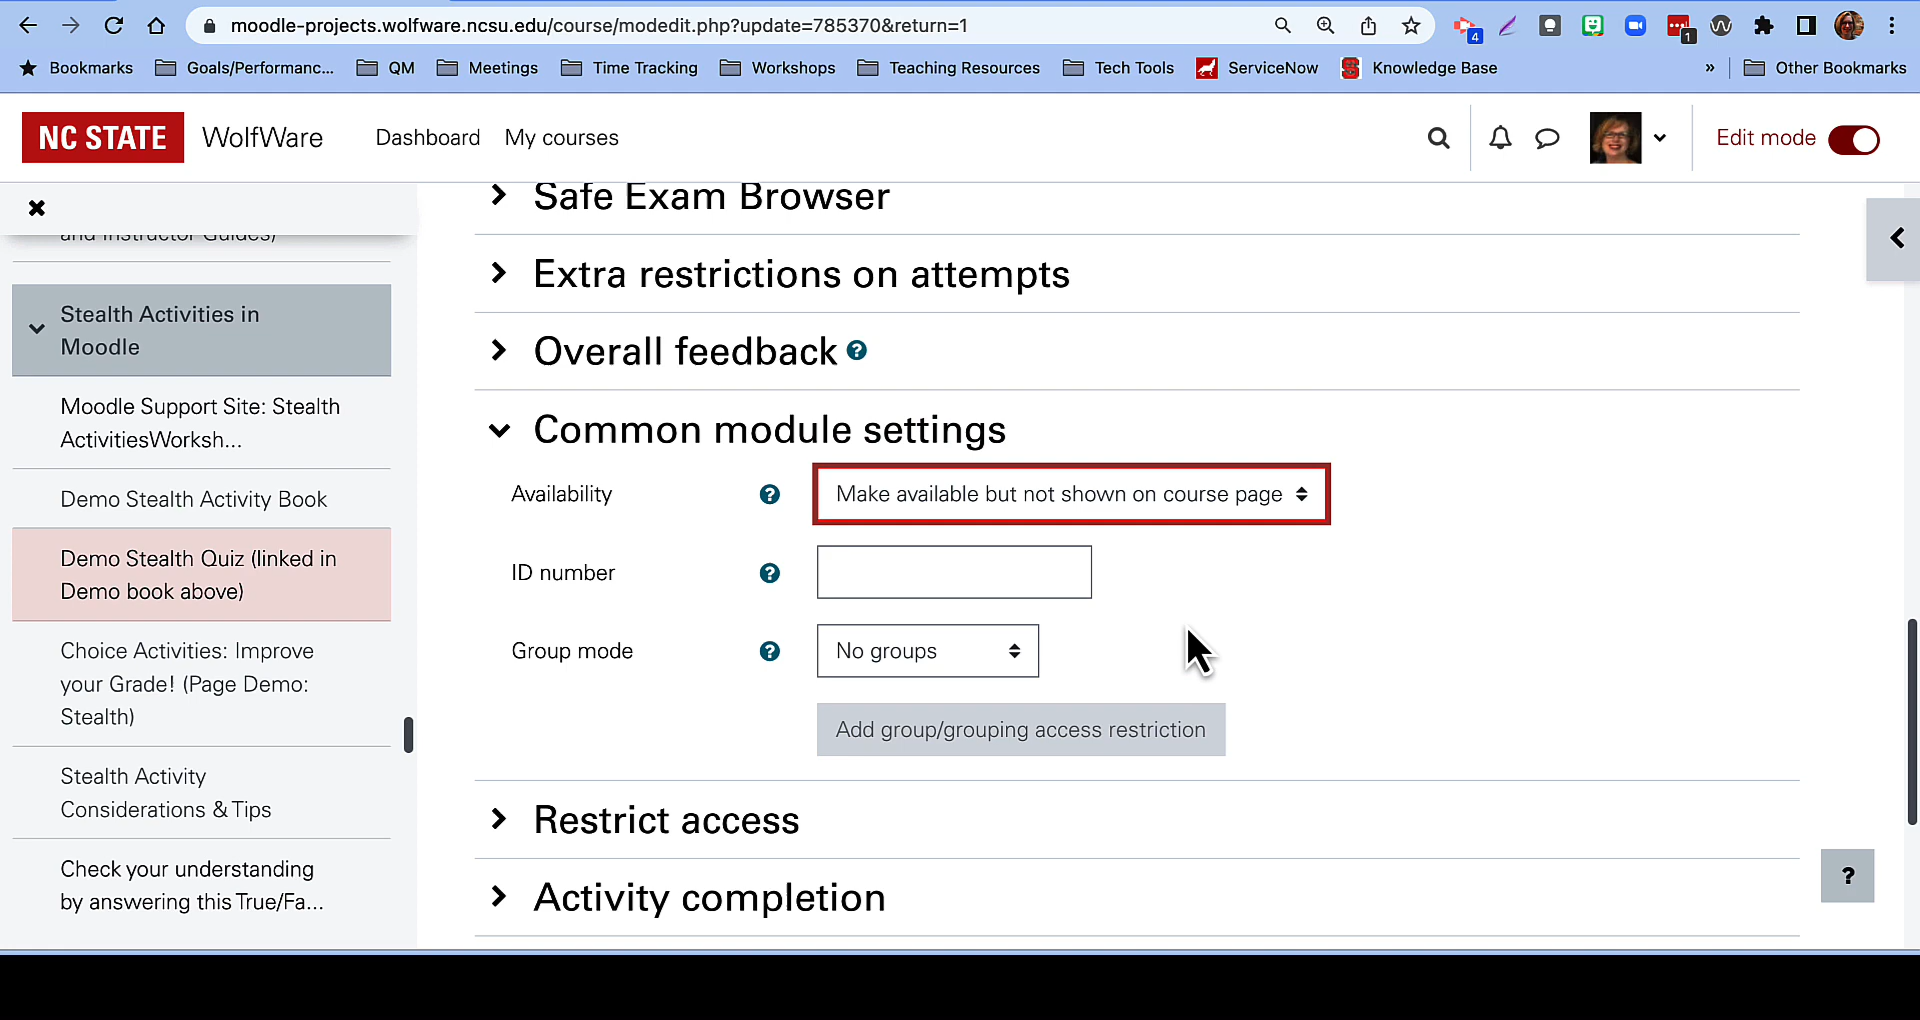 moodle-projects.wolfware.ncsu.edu/course/modedit.php?update=785370&return=1
4
1
Bookmarks
Goals/Performanc...
QM
Meetings
Time Tracking
Workshops
Teaching Resources
Tech Tools
ServiceNow
Knowledge Base
»
Other Bookmarks
NC STATE
WolfWare
Dashboard
My courses
Edit mode
and Instructor Guides)
Stealth Activities in
Moodle
Moodle Support Site: Stealth
ActivitiesWorksh...
Demo Stealth Activity Book
Demo Stealth Quiz (linked in
Demo book above)
Choice Activities: Improve
your Grade! (Page Demo:
Stealth)
Stealth Activity
Considerations & Tips
Check your understanding
by answering this True/Fa...
Safe Exam Browser
Extra restrictions on attempts
Overall feedback ?
Common module settings
Availability ? Make available but not shown on course page
ID number ?
Group mode ? No groups
Add group/grouping access restriction
Restrict access
Activity completion
?